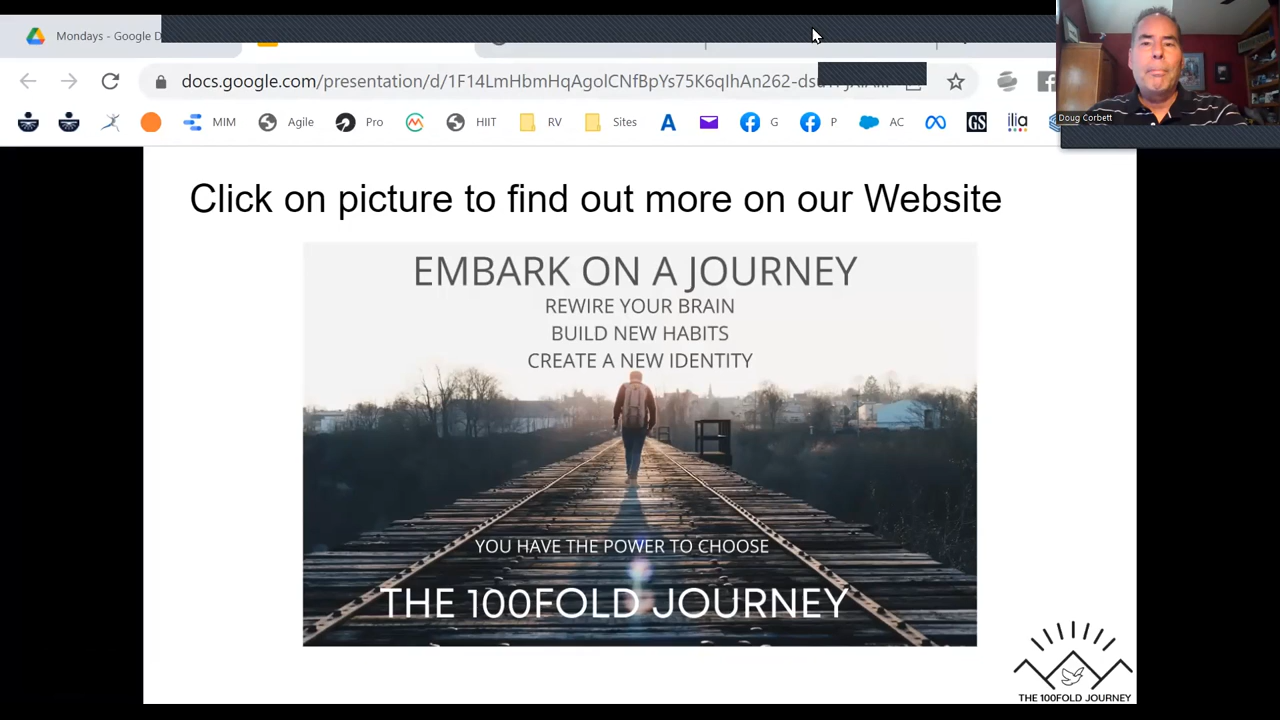 Mondays - Google D
docs.google.com/presentation/d/
MIM
Agile
Pro
HIIT
RV
Sites
A
G
P
AC
GS
ilia
Doug Corbett
Click on picture to find out more on our Website
EMBARK ON A JOURNEY
REWIRE YOUR BRAIN
BUILD NEW HABITS
CREATE A NEW IDENTITY
YOU HAVE THE POWER TO CHOOSE
THE 100FOLD JOURNEY
THE 100FOLD JOURNEY